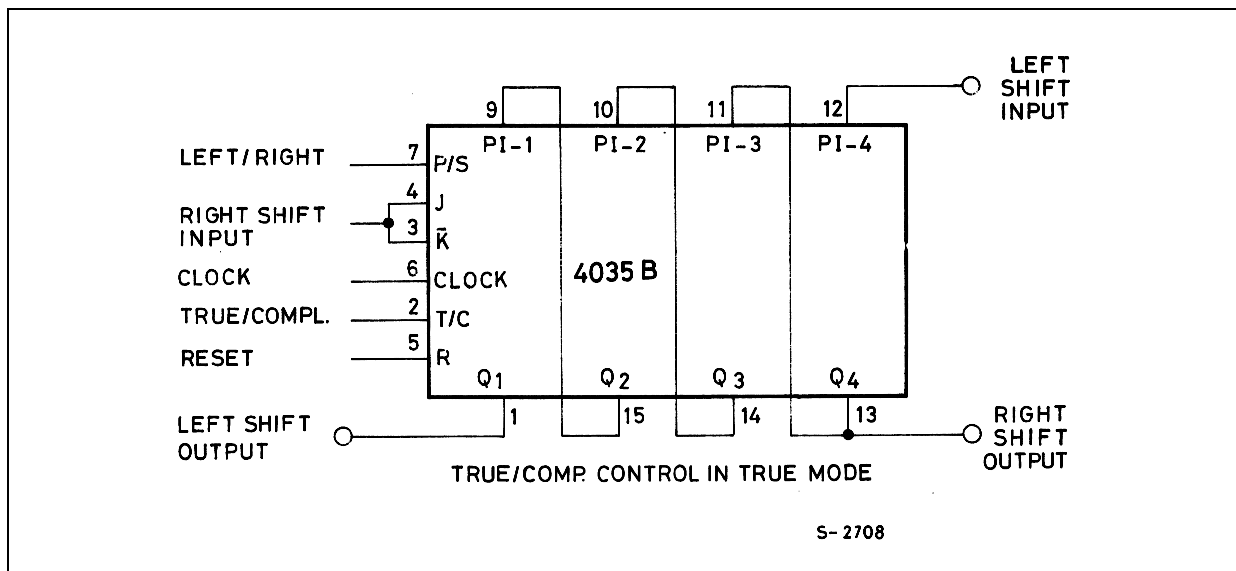 LEFT
SHIFT
INPUT
9
10
11
12
PI-1
PI-2
PI-3
PI-4
LEFT/RIGHT
7
P/S
4
J
RIGHT SHIFT
INPUT
3
K̄
CLOCK
6
CLOCK
4035 B
TRUE/COMPL.
2
T/C
RESET
5
R
Q1
Q2
Q3
Q4
LEFT SHIFT
OUTPUT
1
15
14
13
RIGHT
SHIFT
OUTPUT
TRUE/COMP. CONTROL IN TRUE MODE
S-2708